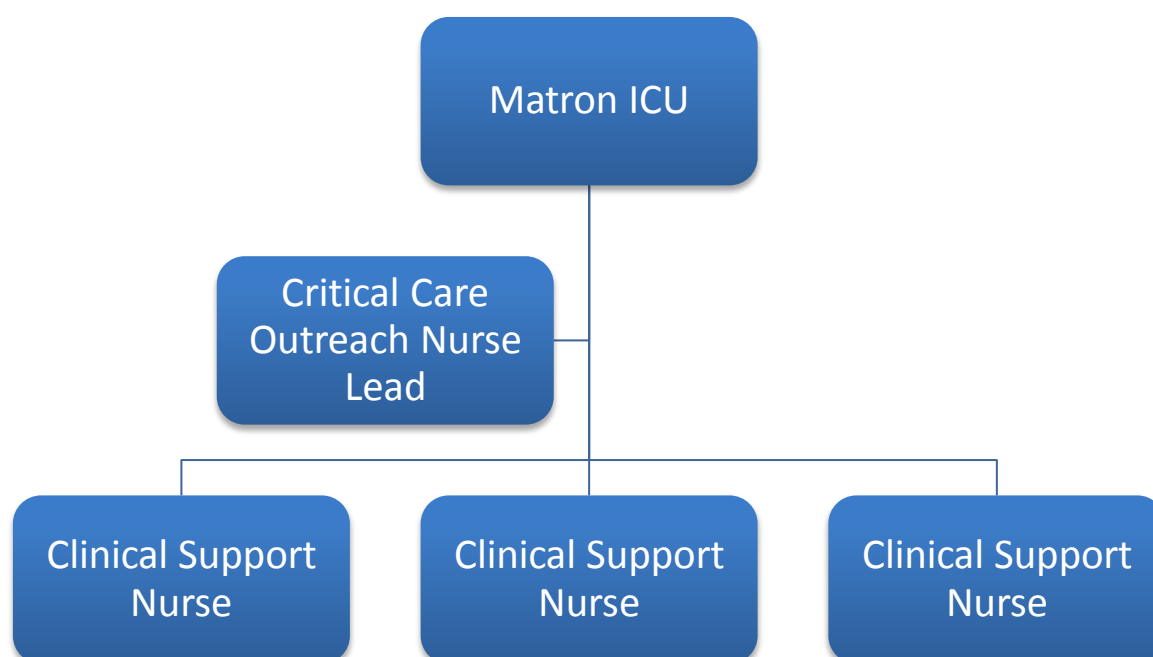 Matron ICU
Critical Care
Outreach Nurse
Lead
Clinical Support
Nurse
Clinical Support
Nurse
Clinical Support
Nurse